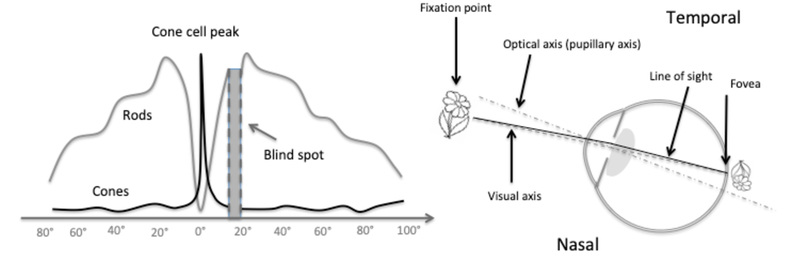 Cone cell peak
Rods
Cones
Blind spot
80° 60° 40° 20° 0° 20° 40° 60° 80° 100°
Fixation point
Temporal
Optical axis (pupillary axis)
Line of sight
Fovea
Visual axis
Nasal